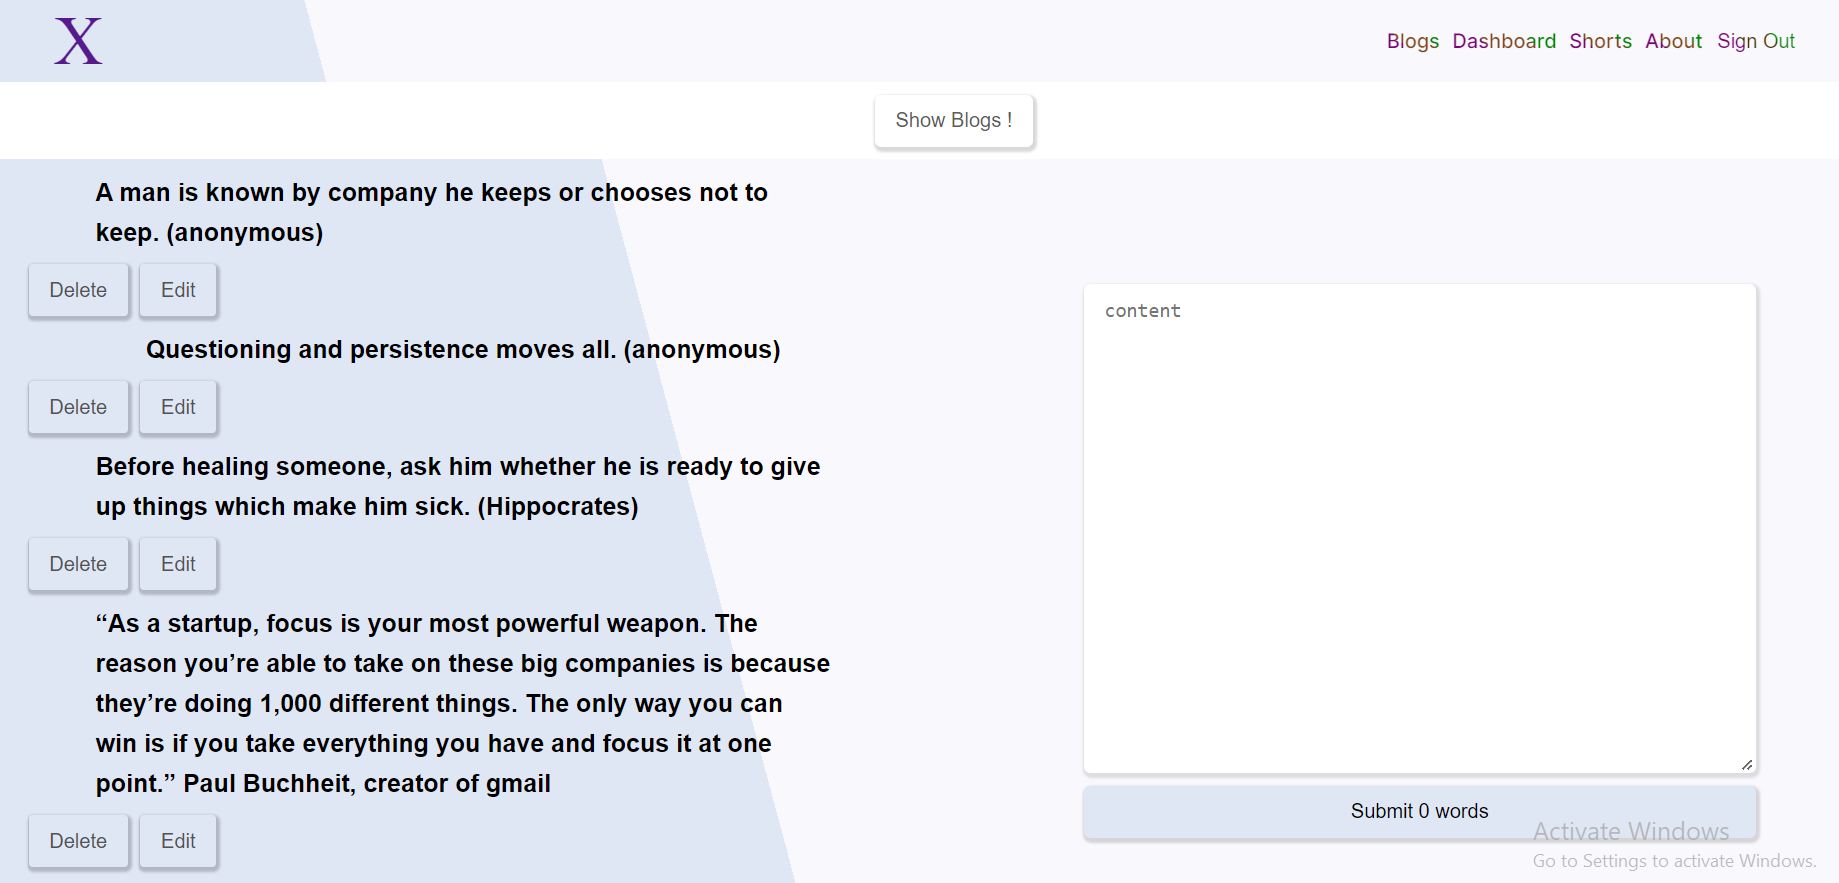 X
Blogs Dashboard Shorts About Sign Out
Show Blogs !
A man is known by company he keeps or chooses not to
keep. (anonymous)
Delete Edit
Questioning and persistence moves all. (anonymous)
Delete Edit
Before healing someone, ask him whether he is ready to give
up things which make him sick. (Hippocrates)
Delete Edit
“As a startup, focus is your most powerful weapon. The
reason you’re able to take on these big companies is because
they’re doing 1,000 different things. The only way you can
win is if you take everything you have and focus it at one
point.” Paul Buchheit, creator of gmail
Delete Edit
content
Submit 0 words
Activate Windows
Go to Settings to activate Windows.